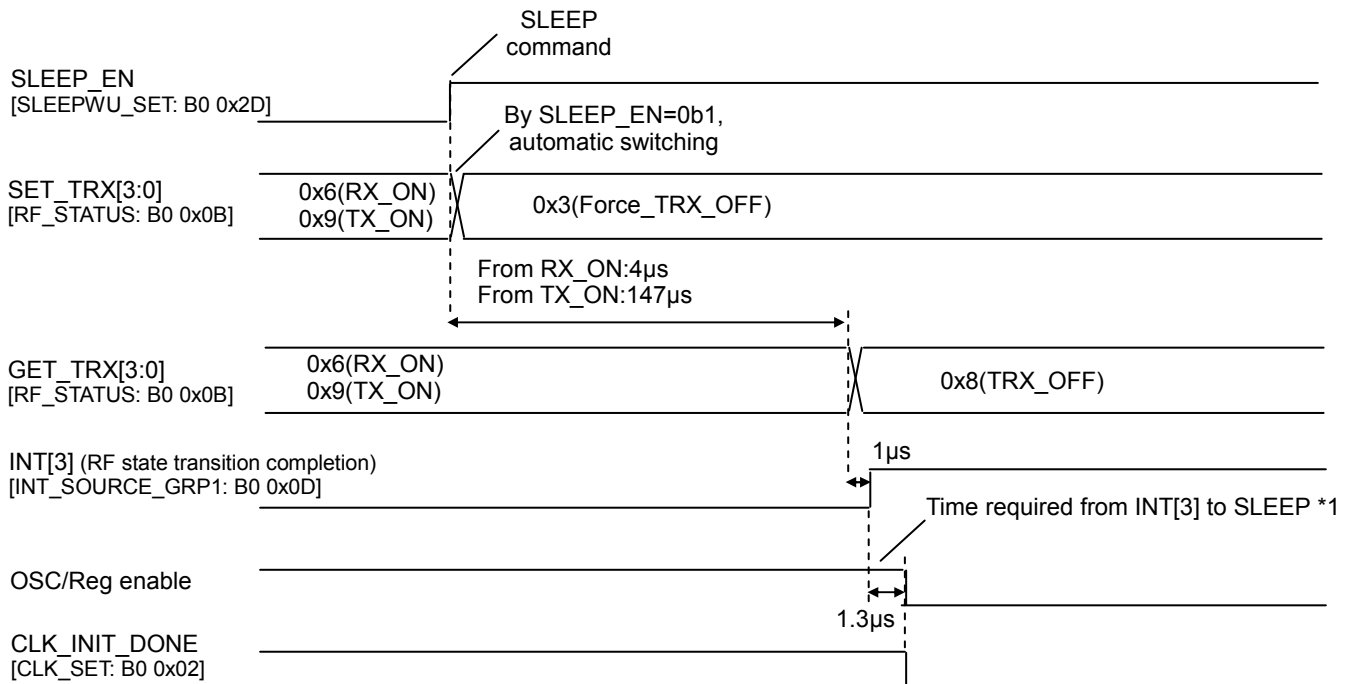 SLEEP
command
SLEEP_EN
[SLEEPWU_SET: B0 0x2D]
By SLEEP_EN=0b1,
automatic switching
SET_TRX[3:0]
[RF_STATUS: B0 0x0B]
0x6(RX_ON)
0x9(TX_ON)
0x3(Force_TRX_OFF)
From RX_ON:4µs
From TX_ON:147µs
GET_TRX[3:0]
[RF_STATUS: B0 0x0B]
0x6(RX_ON)
0x9(TX_ON)
0x8(TRX_OFF)
INT[3] (RF state transition completion)
[INT_SOURCE_GRP1: B0 0x0D]
1µs
Time required from INT[3] to SLEEP *1
OSC/Reg enable
1.3µs
CLK_INIT_DONE
[CLK_SET: B0 0x02]